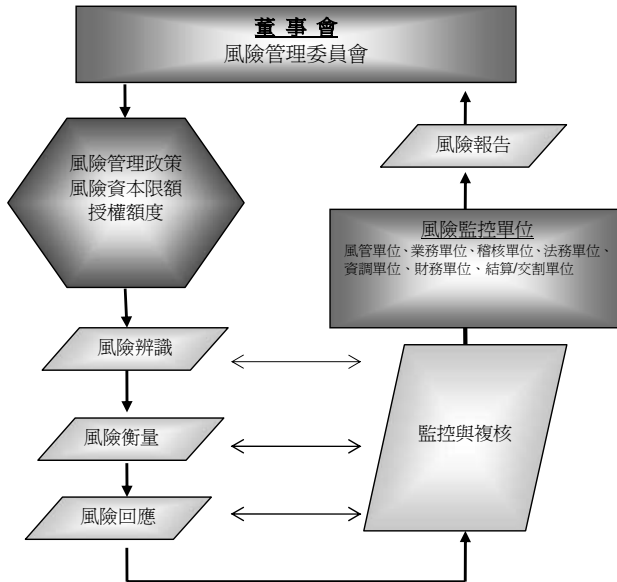 董 事 會
風險管理委員會
風險管理政策
風險資本限額
授權額度
風險辨識
風險衡量
風險回應
風險報告
風險監控單位
風管單位、業務單位、稽核單位、法務單位、
資調單位、財務單位、結算/交割單位
監控與複核